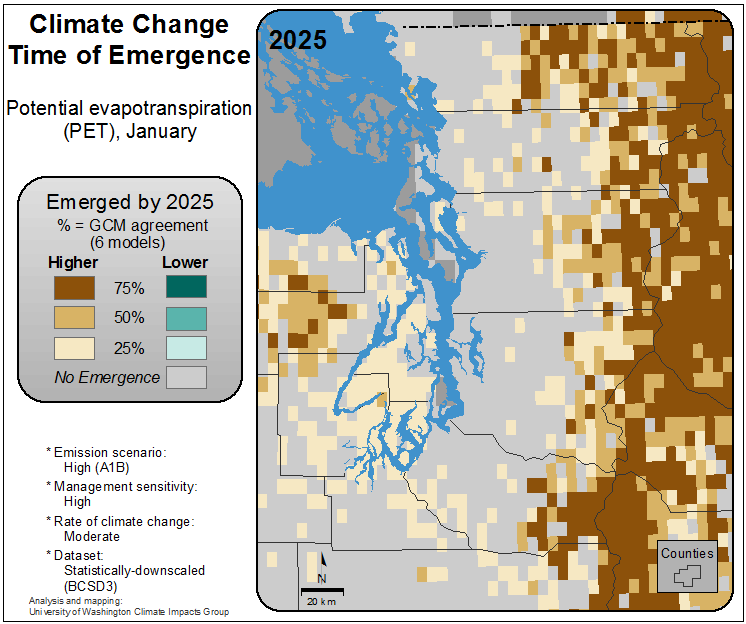 Climate Change
Time of Emergence
Potential evapotranspiration
(PET), January
Emerged by 2025
% = GCM agreement
(6 models)
Higher Lower
75%
50%
25%
No Emergence
* Emission scenario:
High (A1B)
* Management sensitivity:
High
* Rate of climate change:
Moderate
* Dataset:
Statistically-downscaled
(BCSD3)
Analysis and mapping:
University of Washington Climate Impacts Group
2025
N
20 km
Counties